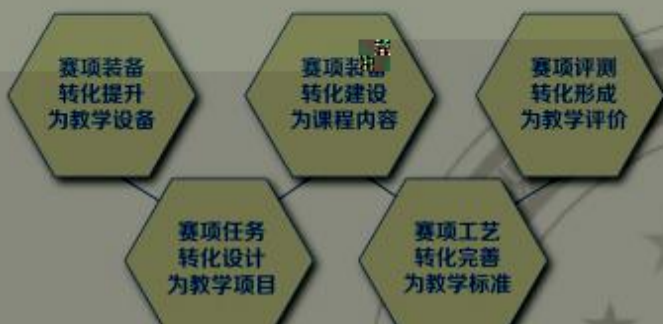 赛项装备
转化提升
为教学设备
赛项
转化建设
为课程内容
赛项评测
转化形成
为教学评价
赛项任务
转化设计
为教学项目
赛项工艺
转化完善
为教学标准